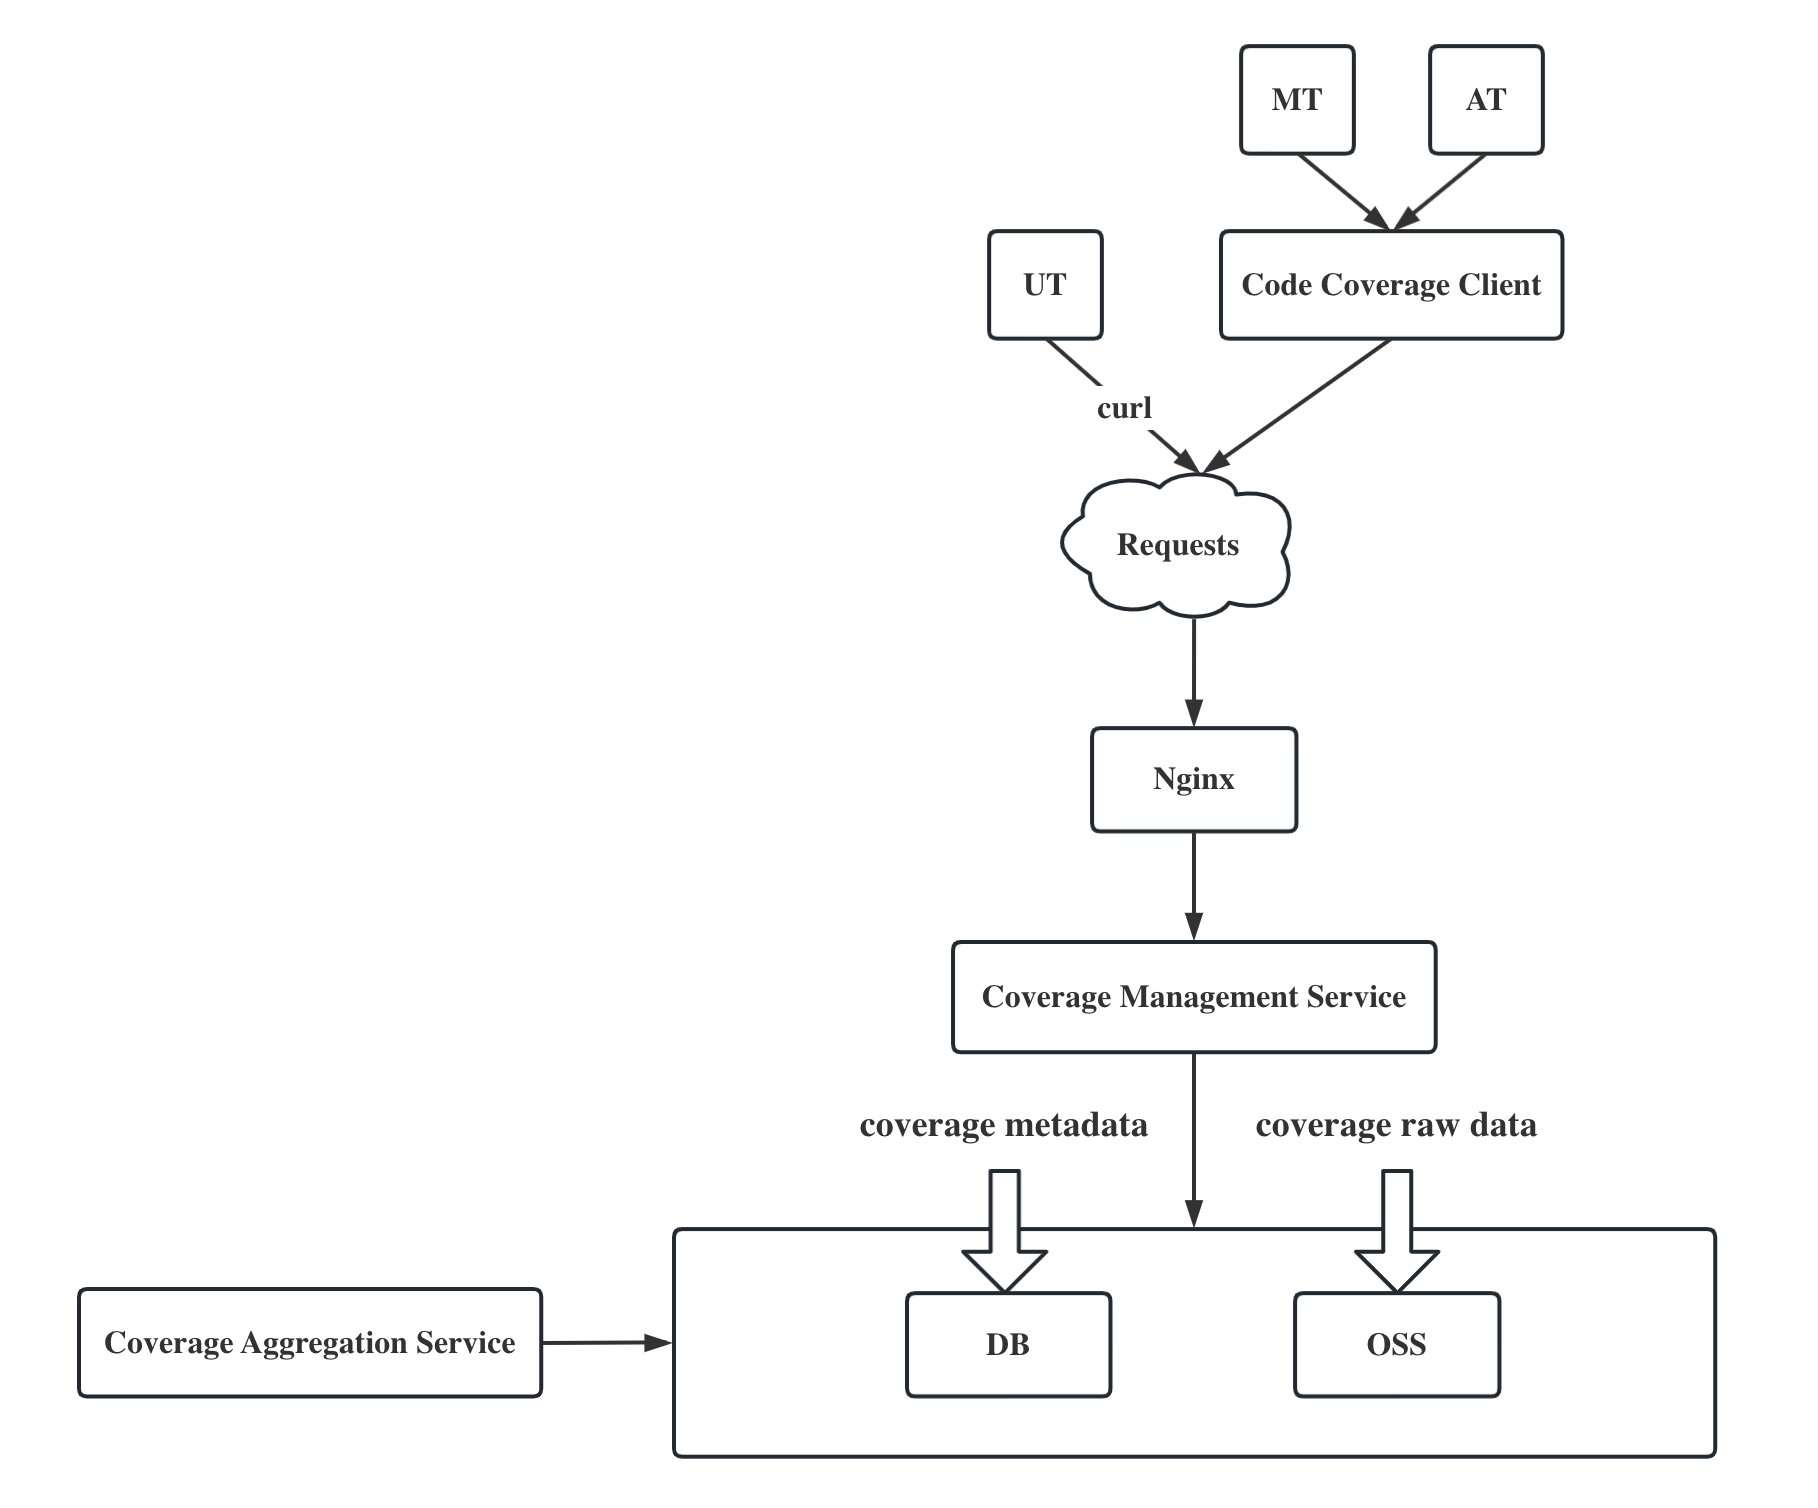 MT
AT
UT
Code Coverage Client
curl
Requests
Nginx
Coverage Management Service
coverage metadata
coverage raw data
Coverage Aggregation Service
DB
OSS